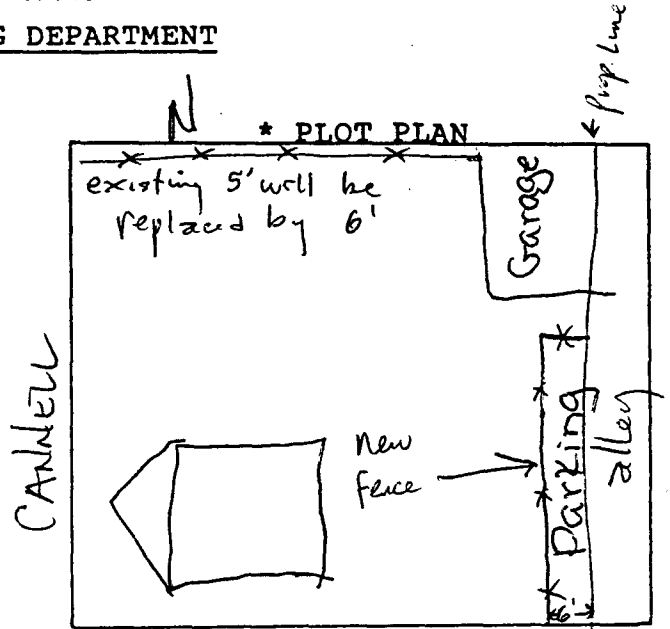 G DEPARTMENT
Prop. Line
N
* PLOT PLAN
existing 5' will be
replaced by 6'
Garage
CANNELL
new
fence
Parking
alley
6'